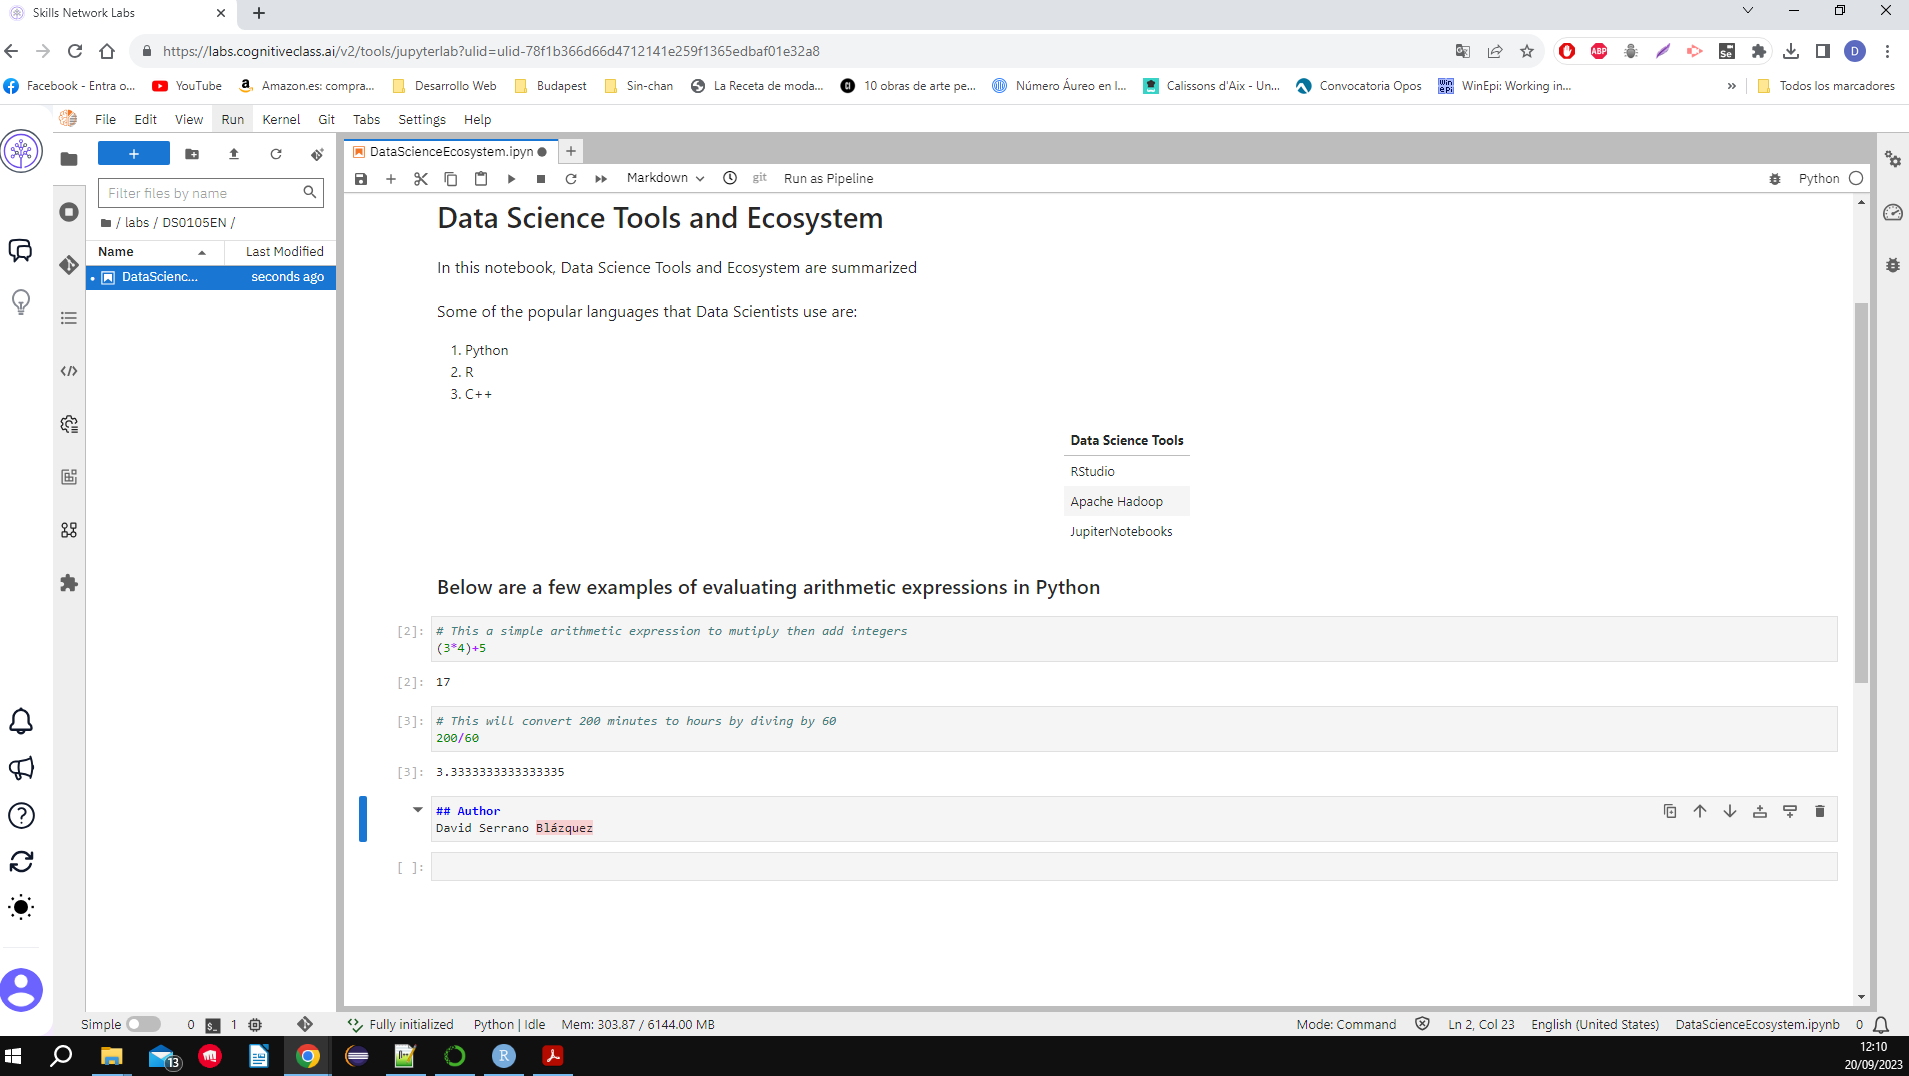 Skills Network Labs
https://labs.cognitiveclass.ai/v2/tools/jupyterlab?ulid=ulid-78f1b366d66d4712141e259f1365edbaf01e32a8
ABP
Se
D
Facebook - Entra o...
YouTube
Amazon.es: compra...
Desarrollo Web
Budapest
Sin-chan
La Receta de moda...
10 obras de arte pe...
Número Áureo en l...
Calissons d'Aix - Un...
Convocatoria Opos
WinEpi: Working in...
»
Todos los marcadores
File Edit View Run Kernel Git Tabs Settings Help
DataScienceEcosystem.ipyn
Filter files by name
/ labs / DS0105EN /
Name
Last Modified
DataScienc...
seconds ago
Markdown
git
Run as Pipeline
Python
Data Science Tools and Ecosystem
In this notebook, Data Science Tools and Ecosystem are summarized
Some of the popular languages that Data Scientists use are:
1. Python
2. R
3. C++
Data Science Tools
RStudio
Apache Hadoop
JupiterNotebooks
Below are a few examples of evaluating arithmetic expressions in Python
[2]: # This a simple arithmetic expression to mutiply then add integers
(3*4)+5
[2]: 17
[3]: # This will convert 200 minutes to hours by diving by 60
200/60
[3]: 3.3333333333333335
## Author
David Serrano Blázquez
[ ]:
Simple
0
1
Fully initialized
Python | Idle
Mem: 303.87 / 6144.00 MB
Mode: Command
Ln 2, Col 23
English (United States)
DataScienceEcosystem.ipynb
0
13
R
12:10
20/09/2023